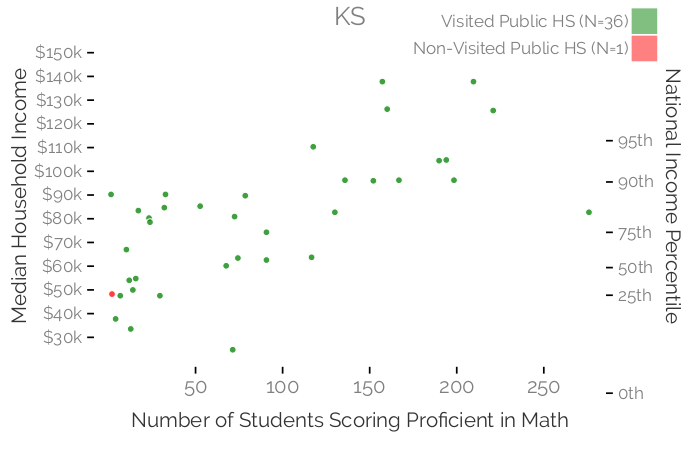 KS
Visited Public HS (N=36)
Non-Visited Public HS (N=1)
Median Household Income
$150k
$140k
$130k
$120k
$110k
$100k
$90k
$80k
$70k
$60k
$50k
$40k
$30k
National Income Percentile
95th
90th
75th
50th
25th
0th
50 100 150 200 250
Number of Students Scoring Proficient in Math